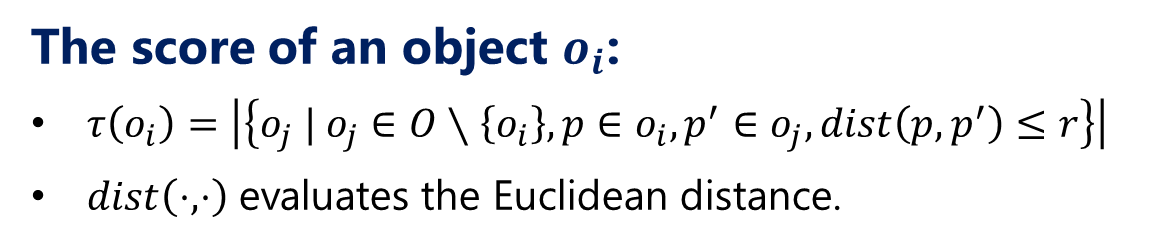 The score of an object 𝒐ᵢ:
• 𝜏(𝑜ᵢ) = |{𝑜ⱼ | 𝑜ⱼ ∈ 𝑂 \ {𝑜ᵢ}, 𝑝 ∈ 𝑜ᵢ, 𝑝′ ∈ 𝑜ⱼ, 𝑑𝑖𝑠𝑡(𝑝, 𝑝′) ≤ 𝑟}|
• 𝑑𝑖𝑠𝑡(·,·) evaluates the Euclidean distance.